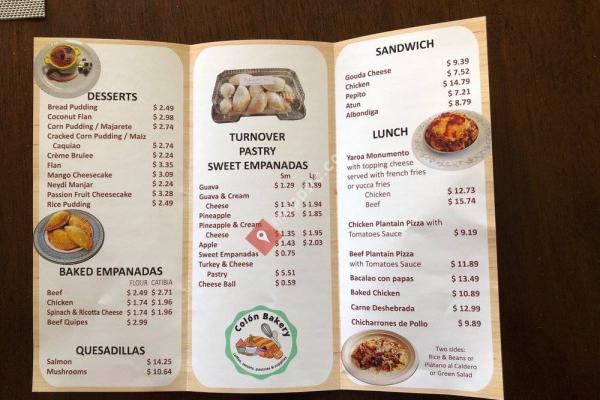 DESSERTS
Bread Pudding $ 2.49
Coconut Flan $ 2.98
Corn Pudding / Majarete $ 2.74
Cracked Corn Pudding / Maiz
Caquiao $ 2.74
Crème Brulee $ 2.24
Flan $ 3.35
Mango Cheesecake $ 3.09
Neydi Manjar $ 2.24
Passion Fruit Cheesecake $ 3.28
Rice Pudding $ 2.49
BAKED EMPANADAS
FLOUR CATIBIA
Beef $ 2.49 $ 2.71
Chicken $ 1.74 $ 1.96
Spinach & Ricotta Cheese $ 1.74 $ 1.96
Beef Quipes $ 2.99
QUESADILLAS
Salmon $ 14.25
Mushrooms $ 10.64
TURNOVER
PASTRY
SWEET EMPANADAS
Sm Lg
Guava $ 1.29 $ 1.89
Guava & Cream
Cheese $ 1.34 $ 1.94
Pineapple $ 1.25 $ 1.85
Pineapple & Cream
Cheese $ 1.35 $ 1.95
Apple $ 1.43 $ 2.03
Sweet Empanadas $ 0.75
Turkey & Cheese
Pastry $ 5.51
Cheese Ball $ 0.59
Colón Bakery
SANDWICH
Gouda Cheese $ 9.39
Chicken $ 7.52
Pepito $ 14.79
Atun $ 7.21
Albondiga $ 8.79
LUNCH
Yaroa Monumento
with topping cheese
served with french fries
or yucca fries
Chicken $ 12.73
Beef $ 15.74
Chicken Plantain Pizza with
Tomatoes Sauce $ 9.19
Beef Plantain Pizza
with Tomatoes Sauce $ 11.89
Bacalao con papas $ 13.49
Baked Chicken $ 10.89
Carne Deshebrada $ 12.99
Chicharrones de Pollo $ 9.89
Two sides:
Rice & Beans or
Plátano al Caldero
or Green Salad